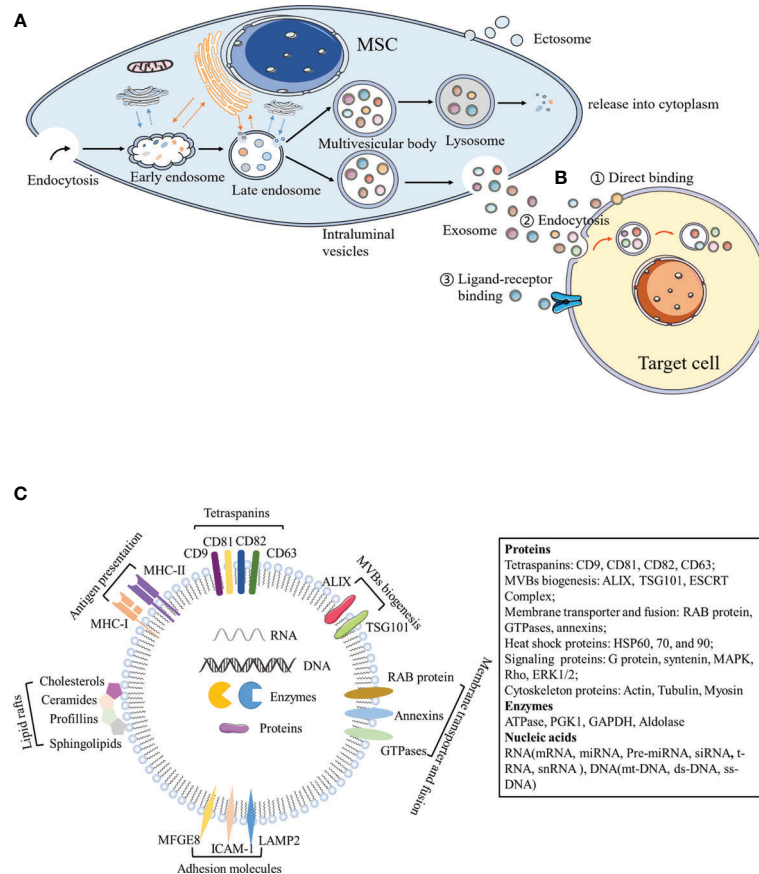 A
MSC
Ectosome
Multivesicular body
Lysosome
release into cytoplasm
Endocytosis
Early endosome
Late endosome
Intraluminal
vesicles
Exosome
B
① Direct binding
② Endocytosis
③ Ligand-receptor
binding
Target cell
C
Tetraspanins
CD9
CD81
CD82
CD63
Antigen presentation
MHC-II
MHC-I
MVBs biogenesis
ALIX
TSG101
RNA
DNA
Enzymes
Proteins
Lipid rafts
Cholesterols
Ceramides
Profillins
Sphingolipids
Membrane transporter and fusion
RAB protein
Annexins
GTPases
MFGE8
ICAM-1
LAMP2
Adhesion molecules
Proteins
Tetraspanins: CD9, CD81, CD82, CD63;
MVBs biogenesis: ALIX, TSG101, ESCRT
Complex;
Membrane transporter and fusion: RAB protein,
GTPases, annexins;
Heat shock proteins: HSP60, 70, and 90;
Signaling proteins: G protein, syntenin, MAPK,
Rho, ERK1/2;
Cytoskeleton proteins: Actin, Tubulin, Myosin
Enzymes
ATPase, PGK1, GAPDH, Aldolase
Nucleic acids
RNA(mRNA, miRNA, Pre-miRNA, siRNA, t-
RNA, snRNA ), DNA(mt-DNA, ds-DNA, ss-
DNA)